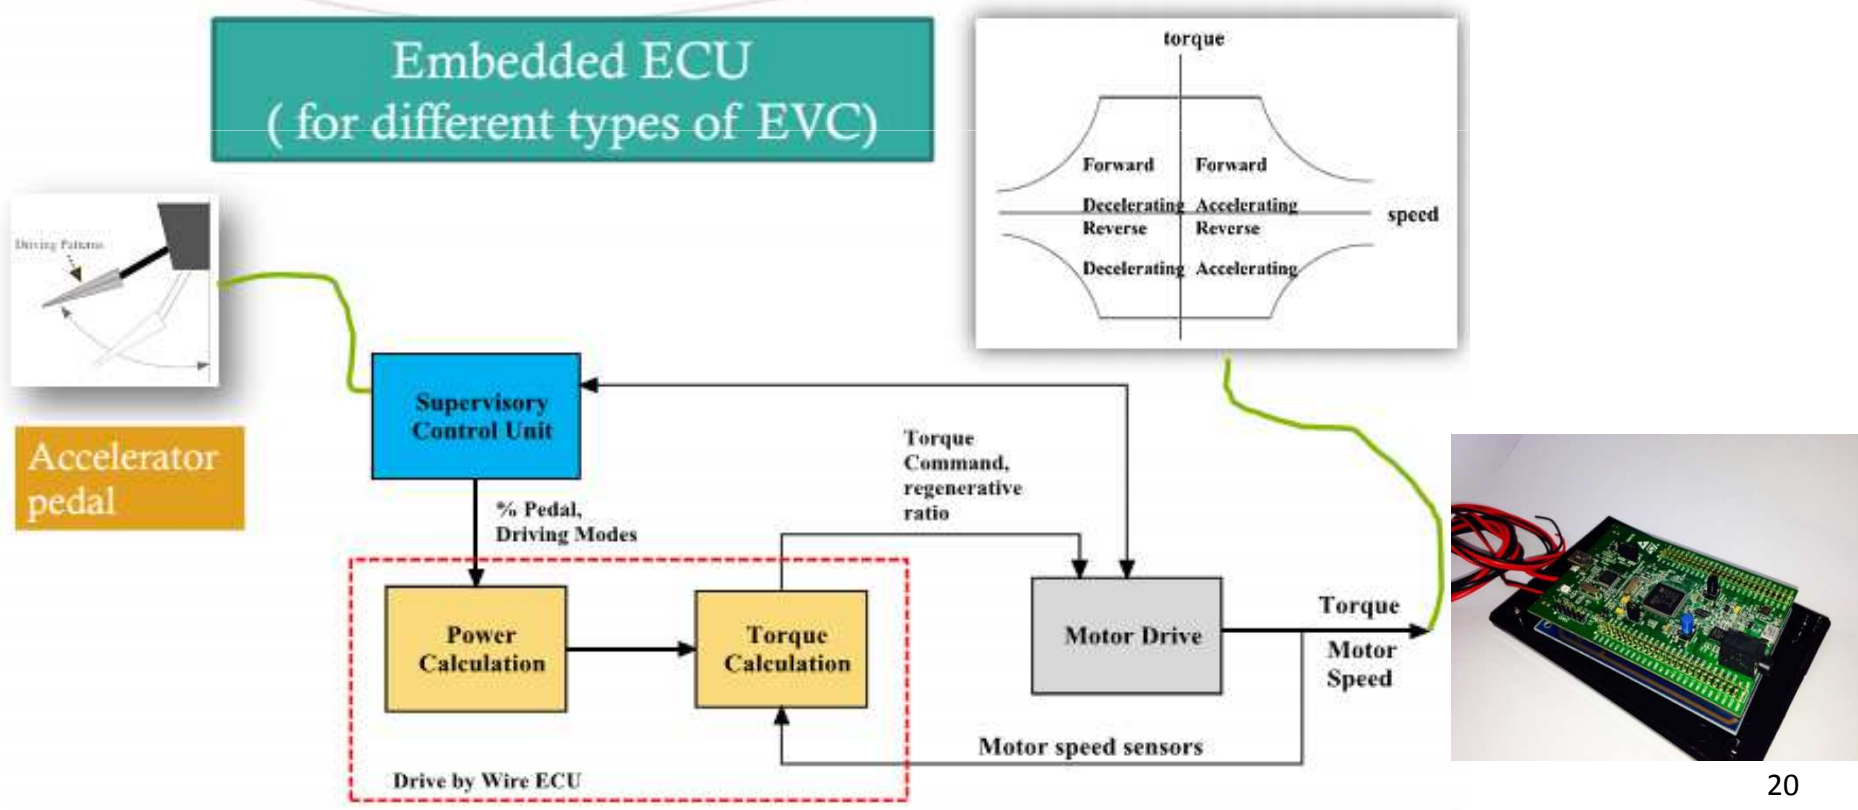 Embedded ECU
( for different types of EVC)
torque
Forward Forward
Decelerating Accelerating
speed
Reverse Reverse
Decelerating Accelerating
Driving Patterns
Accelerator
pedal
Supervisory
Control Unit
% Pedal,
Driving Modes
Torque
Command,
regenerative
ratio
Power
Calculation
Torque
Calculation
Motor Drive
Torque
Motor
Speed
Motor speed sensors
Drive by Wire ECU
20